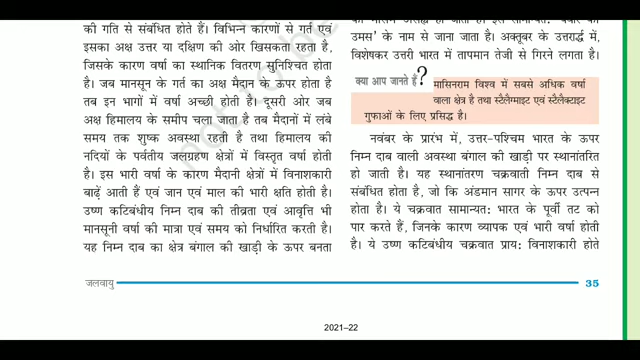 की गति से संबंधित होते हैं। विभिन्न कारणों से गर्त एवं
इसका अक्ष उत्तर या दक्षिण की ओर खिसकता रहता है,
जिसके कारण वर्षा का स्थानिक वितरण सुनिश्चित होता है।
जब मानसून के गर्त का अक्ष मैदान के ऊपर होता है
तब इन भागों में वर्षा अच्छी होती है। दूसरी ओर जब
अक्ष हिमालय के समीप चला जाता है तब मैदानों में लंबे
समय तक शुष्क अवस्था रहती है तथा हिमालय की
नदियों के पर्वतीय जलग्रहण क्षेत्रों में विस्तृत वर्षा होती
है। इस भारी वर्षा के कारण मैदानी क्षेत्रों में विनाशकारी
बाढ़ें आती हैं एवं जान एवं माल की भारी क्षति होती है।
उष्ण कटिबंधीय निम्न दाब की तीव्रता एवं आवृत्ति भी
मानसूनी वर्षा की मात्रा एवं समय को निर्धारित करती है।
यह निम्न दाब का क्षेत्र बंगाल की खाड़ी के ऊपर बनता
उमस' के नाम से जाना जाता है। अक्तूबर के उत्तरार्द्ध में,
विशेषकर उत्तरी भारत में तापमान तेजी से गिरने लगता है।
क्या आप जानते हैं ? मासिनराम विश्व में सबसे अधिक वर्षा
वाला क्षेत्र है तथा स्टैलेग्माइट एवं स्टैलैक्टाइट
गुफाओं के लिए प्रसिद्ध है।
नवंबर के प्रारंभ में, उत्तर-पश्चिम भारत के ऊपर
निम्न दाब वाली अवस्था बंगाल की खाड़ी पर स्थानांतरित
हो जाती है। यह स्थानांतरण चक्रवाती निम्न दाब से
संबंधित होता है, जो कि अंडमान सागर के ऊपर उत्पन्न
होता है। ये चक्रवात सामान्यत: भारत के पूर्वी तट को
पार करते हैं, जिनके कारण व्यापक एवं भारी वर्षा होती
है। ये उष्ण कटिबंधीय चक्रवात प्राय: विनाशकारी होते
जलवायु
35
2021–22